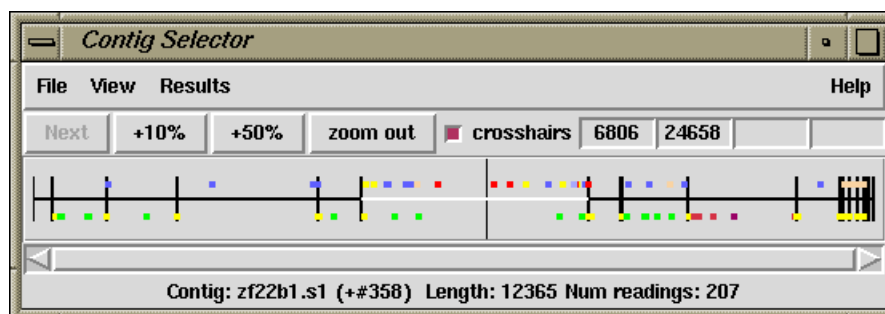 Contig Selector
File View Results Help
Next +10% +50% zoom out crosshairs 6806 24658
Contig: zf22b1.s1 (+#358) Length: 12365 Num readings: 207